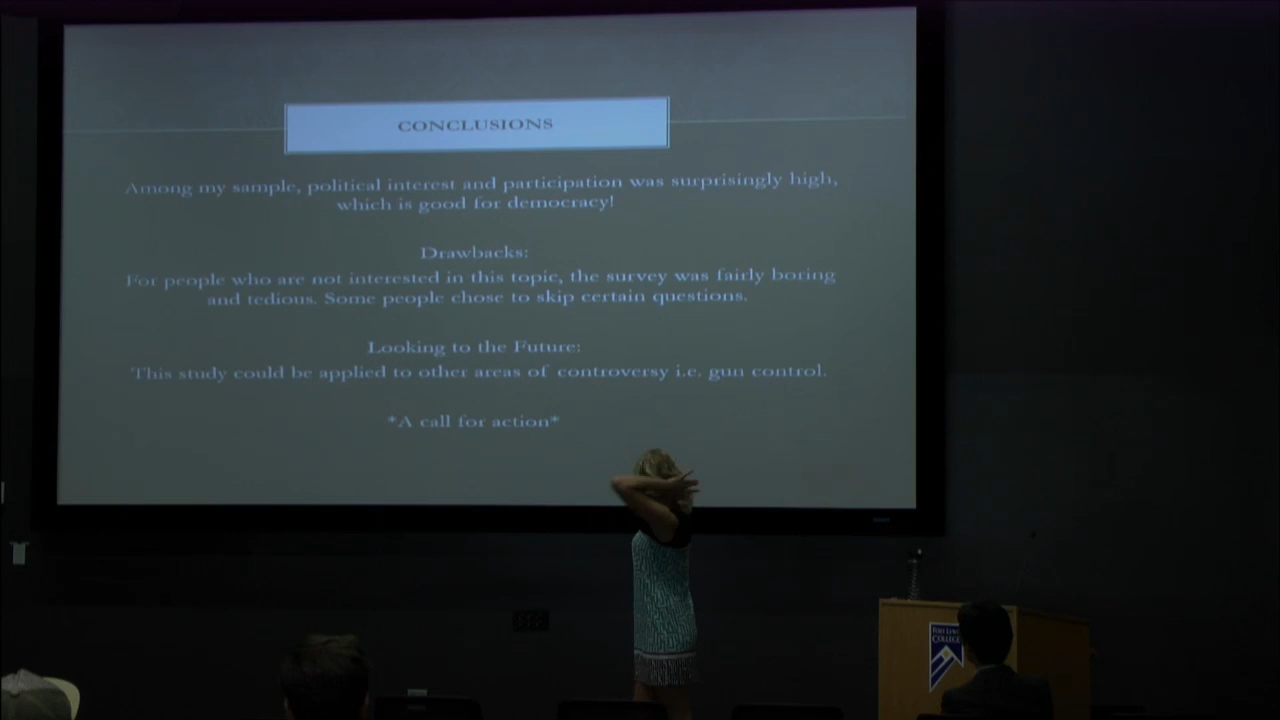 CONCLUSIONS
Among my sample, political interest and participation was surprisingly high,
which is good for democracy!
Drawbacks:
For people who are not interested in this topic, the survey was fairly boring
and tedious. Some people chose to skip certain questions.
Looking to the Future:
This study could be applied to other areas of controversy i.e. gun control.
*A call for action*
FORT LEWIS
COLLEGE